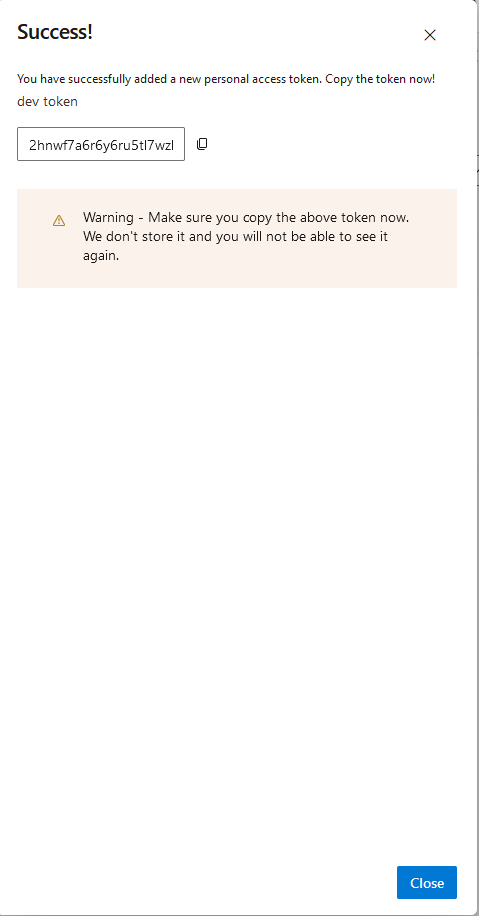 Success!
You have successfully added a new personal access token. Copy the token now!
dev token
2hnwf7a6r6y6ru5tl7wzl
Warning - Make sure you copy the above token now.
We don't store it and you will not be able to see it
again.
Close